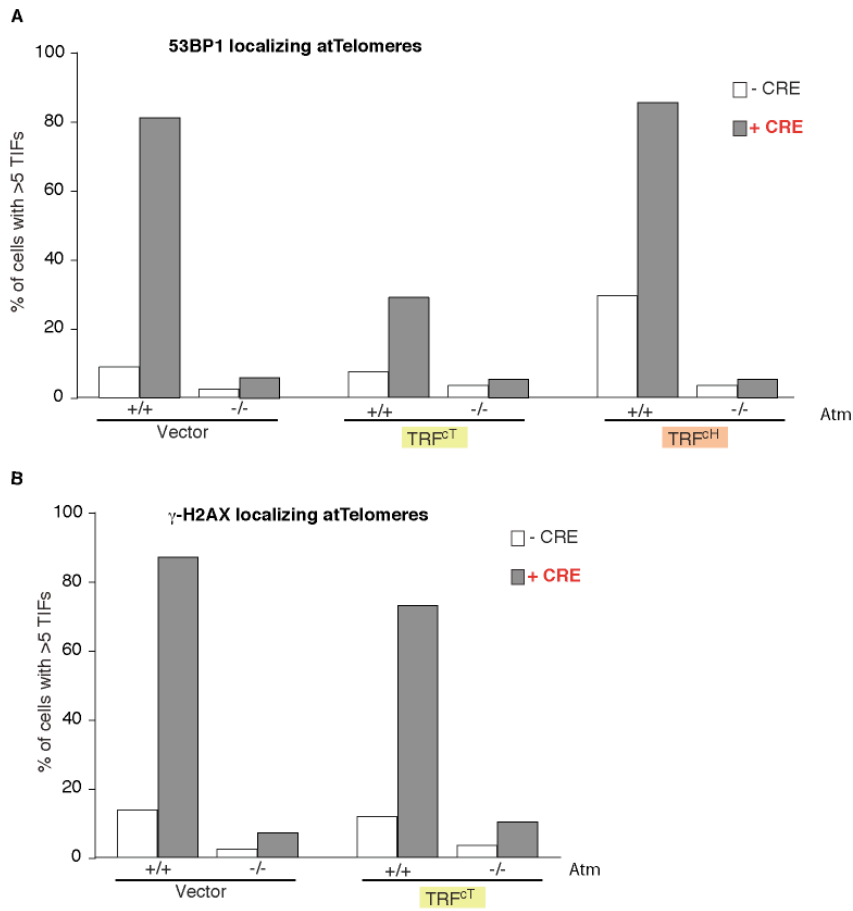 A
53BP1 localizing atTelomeres
% of cells with >5 TIFs
100
80
60
40
20
0
- CRE
+ CRE
+/+ -/- +/+ -/- +/+ -/- Atm
Vector TRFcT TRFcH
B
γ-H2AX localizing atTelomeres
% of cells with >5 TIFs
100
80
60
40
20
0
- CRE
+ CRE
+/+ -/- +/+ -/- Atm
Vector TRFcT